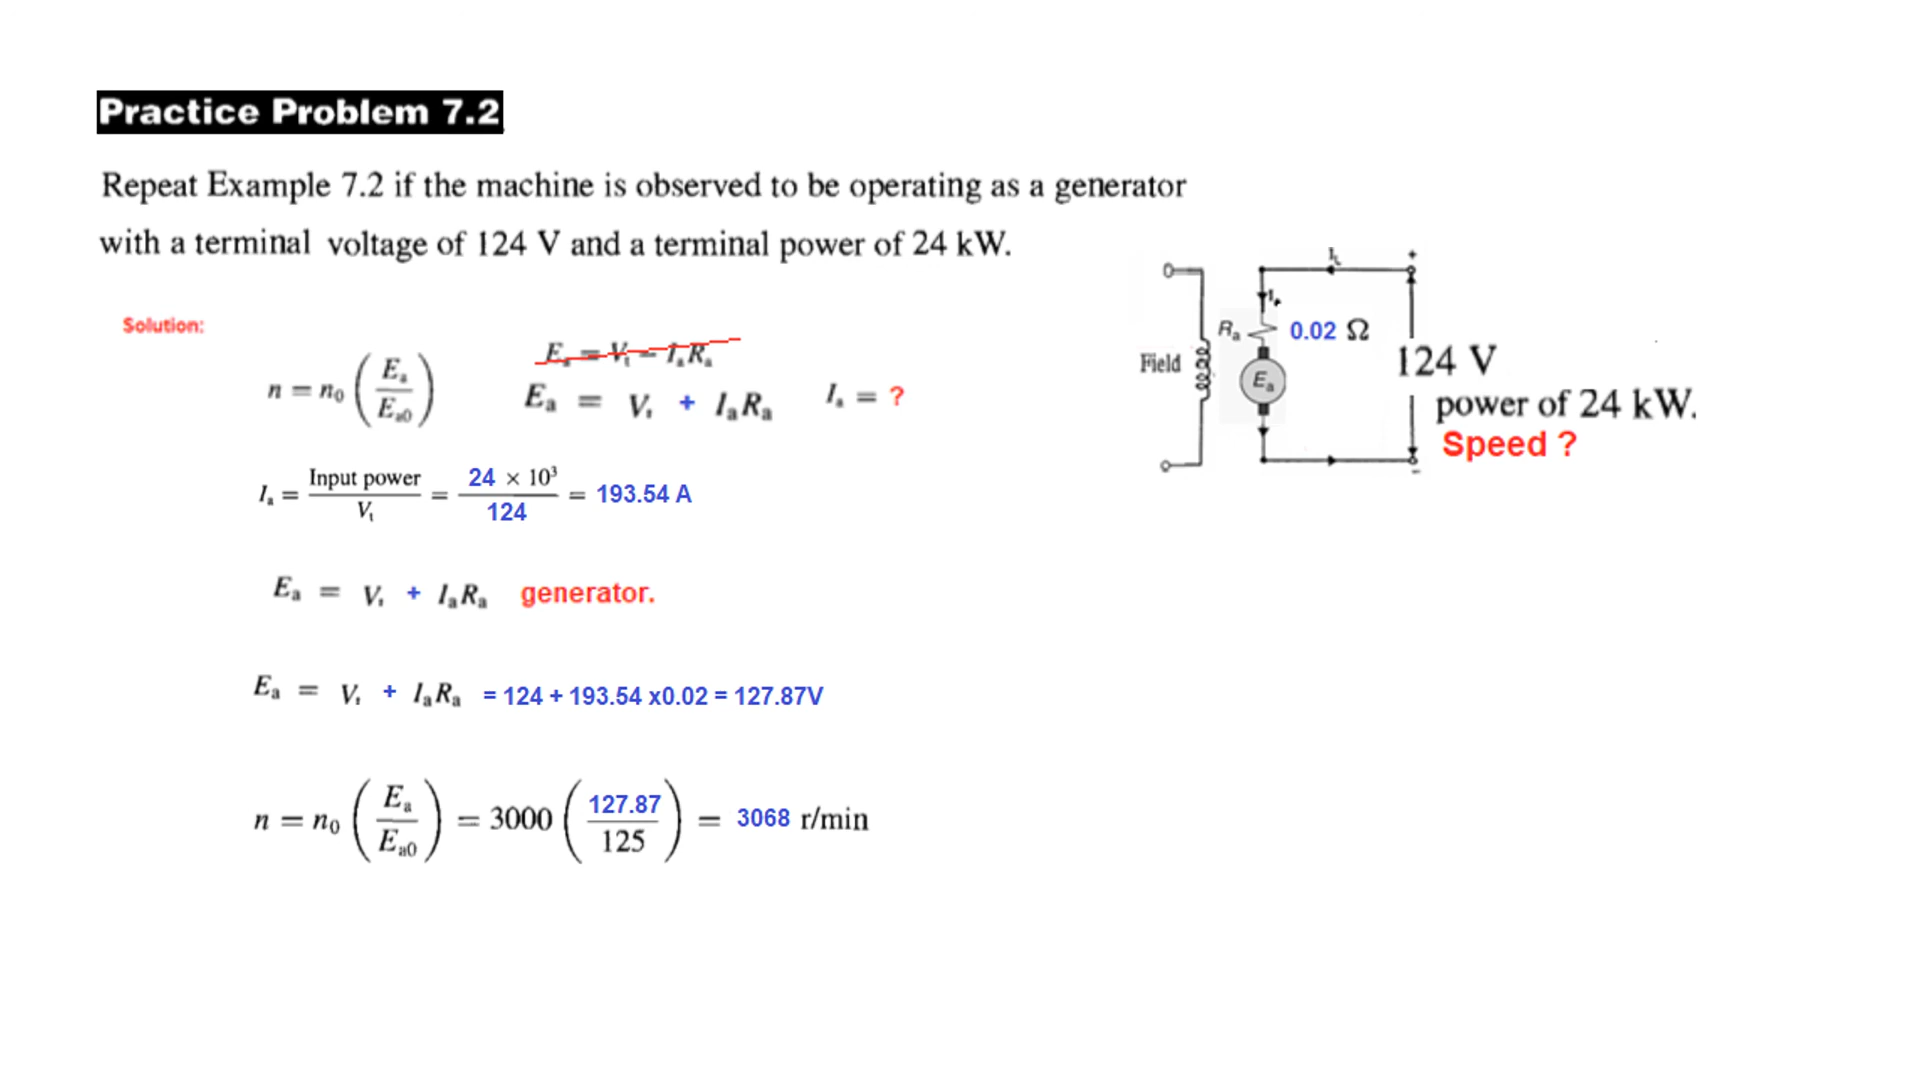 Practice Problem 7.2
Repeat Example 7.2 if the machine is observed to be operating as a generator
with a terminal voltage of 124 V and a terminal power of 24 kW.
Solution:
n = n₀ (Eₐ / Eₐ₀)
Eₐ = Vₜ − IₐRₐ
Eₐ = Vₜ + IₐRₐ
Iₐ = ?
Iₐ = Input power / Vₜ = 24 × 10³ / 124 = 193.54 A
Eₐ = Vₜ + IₐRₐ generator.
Eₐ = Vₜ + IₐRₐ = 124 + 193.54 x0.02 = 127.87V
n = n₀ (Eₐ / Eₐ₀) = 3000 (127.87 / 125) = 3068 r/min
+
Iₐ
Rₐ 0.02 Ω
Field
Eₐ
124 V
power of 24 kW.
Speed ?
−